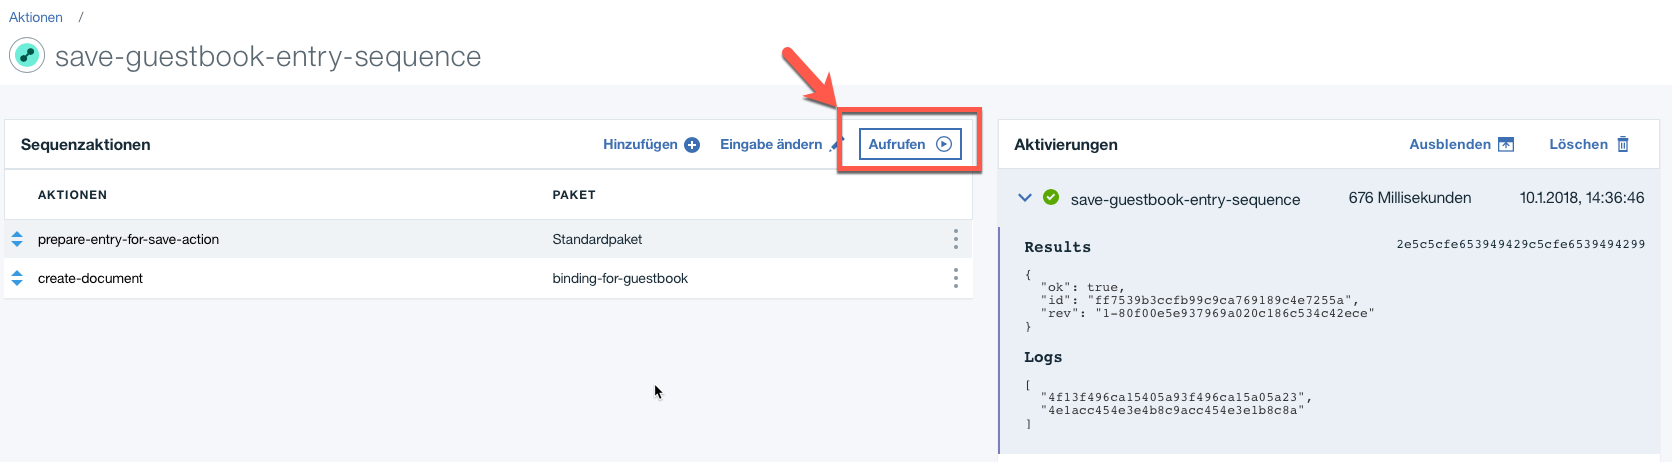 Aktionen /
save-guestbook-entry-sequence
Sequenzaktionen Hinzufügen Eingabe ändern Aufrufen
AKTIONEN PAKET
prepare-entry-for-save-action Standardpaket
create-document binding-for-guestbook
Aktivierungen Ausblenden Löschen
save-guestbook-entry-sequence 676 Millisekunden 10.1.2018, 14:36:46
Results 2e5c5cfe653949429c5cfe6539494299
{
"ok": true,
"id": "ff7539b3ccfb99c9ca769189c4e7255a",
"rev": "1-80f00e5e937969a020c186c534c42ece"
}
Logs
[
"4f13f496ca15405a93f496ca15a05a23",
"4e1acc454e3e4b8c9acc454e3e1b8c8a"
]